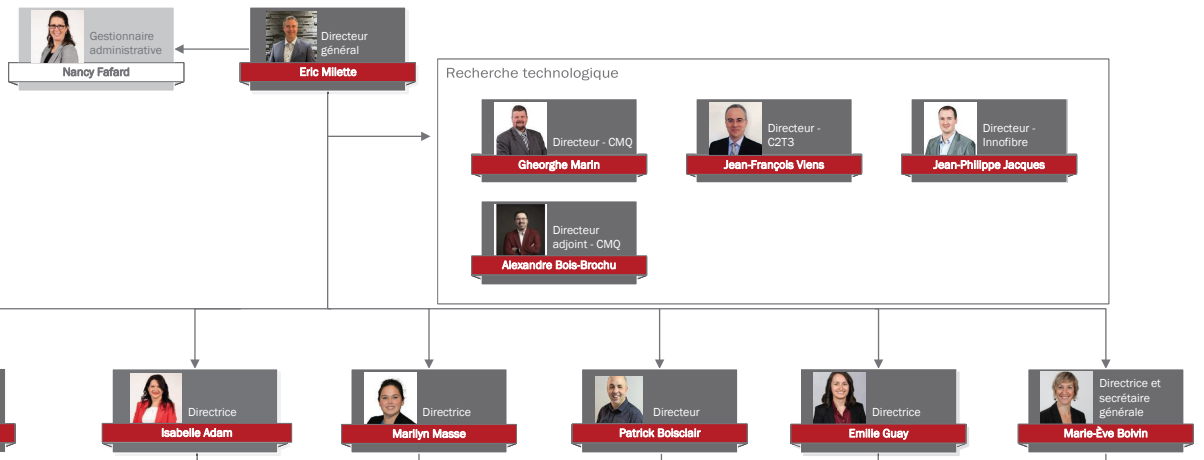 Gestionnaire
administrative
Nancy Fafard
Directeur
général
Eric Milette
Recherche technologique
Directeur - CMQ
Gheorghe Marin
Directeur -
C2T3
Jean-François Viens
Directeur -
Innofibre
Jean-Philippe Jacques
Directeur
adjoint - CMQ
Alexandre Bois-Brochu
Directrice
Isabelle Adam
Directrice
Marilyn Masse
Directeur
Patrick Boisclair
Directrice
Emilie Guay
Directrice et
secrétaire
générale
Marie-Ève Boivin